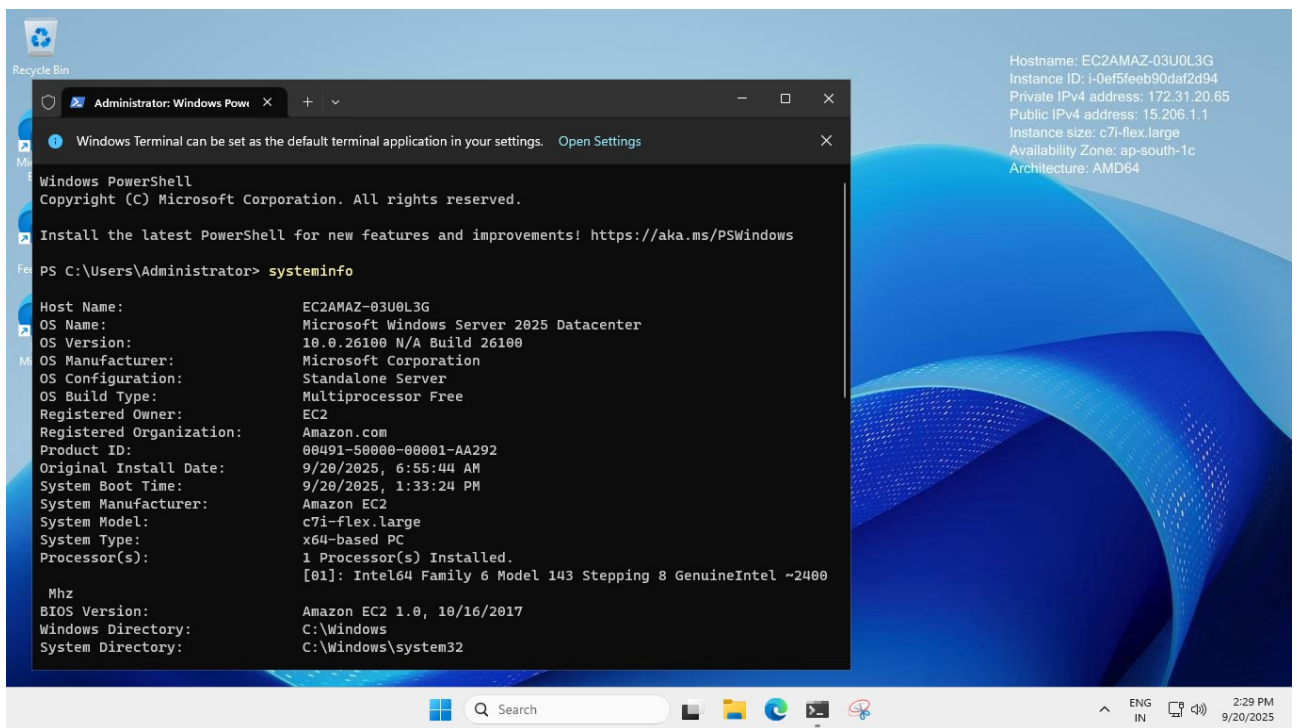 Recycle Bin
Hostname: EC2AMAZ-03U0L3G
Instance ID: i-0ef5feeb90daf2d94
Private IPv4 address: 172.31.20.65
Public IPv4 address: 15.206.1.1
Instance size: c7i-flex.large
Availability Zone: ap-south-1c
Architecture: AMD64
Administrator: Windows Powe
Windows Terminal can be set as the default terminal application in your settings. Open Settings
Windows PowerShell
Copyright (C) Microsoft Corporation. All rights reserved.
Install the latest PowerShell for new features and improvements! https://aka.ms/PSWindows
PS C:\Users\Administrator> systeminfo
Host Name: EC2AMAZ-03U0L3G
OS Name: Microsoft Windows Server 2025 Datacenter
OS Version: 10.0.26100 N/A Build 26100
OS Manufacturer: Microsoft Corporation
OS Configuration: Standalone Server
OS Build Type: Multiprocessor Free
Registered Owner: EC2
Registered Organization: Amazon.com
Product ID: 00491-50000-00001-AA292
Original Install Date: 9/20/2025, 6:55:44 AM
System Boot Time: 9/20/2025, 1:33:24 PM
System Manufacturer: Amazon EC2
System Model: c7i-flex.large
System Type: x64-based PC
Processor(s): 1 Processor(s) Installed.
[01]: Intel64 Family 6 Model 143 Stepping 8 GenuineIntel ~2400
Mhz
BIOS Version: Amazon EC2 1.0, 10/16/2017
Windows Directory: C:\Windows
System Directory: C:\Windows\system32
Search
ENG
IN
2:29 PM
9/20/2025